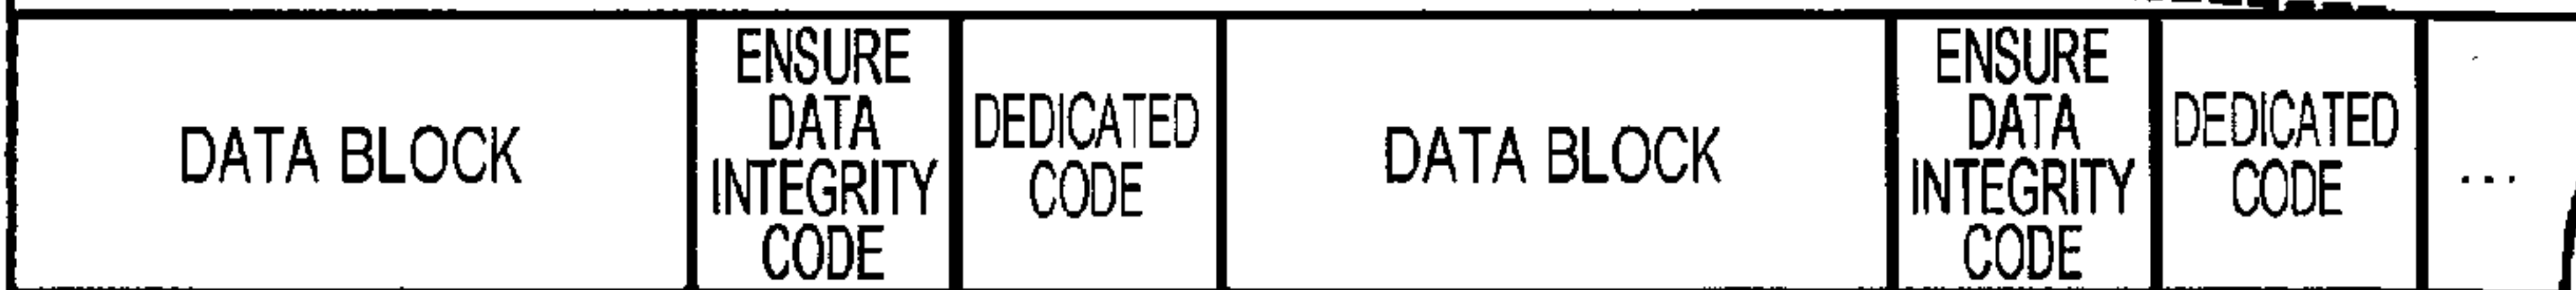 DATA BLOCK
ENSURE
DATA
INTEGRITY
CODE
DEDICATED
CODE
DATA BLOCK
ENSURE
DATA
INTEGRITY
CODE
DEDICATED
CODE
...